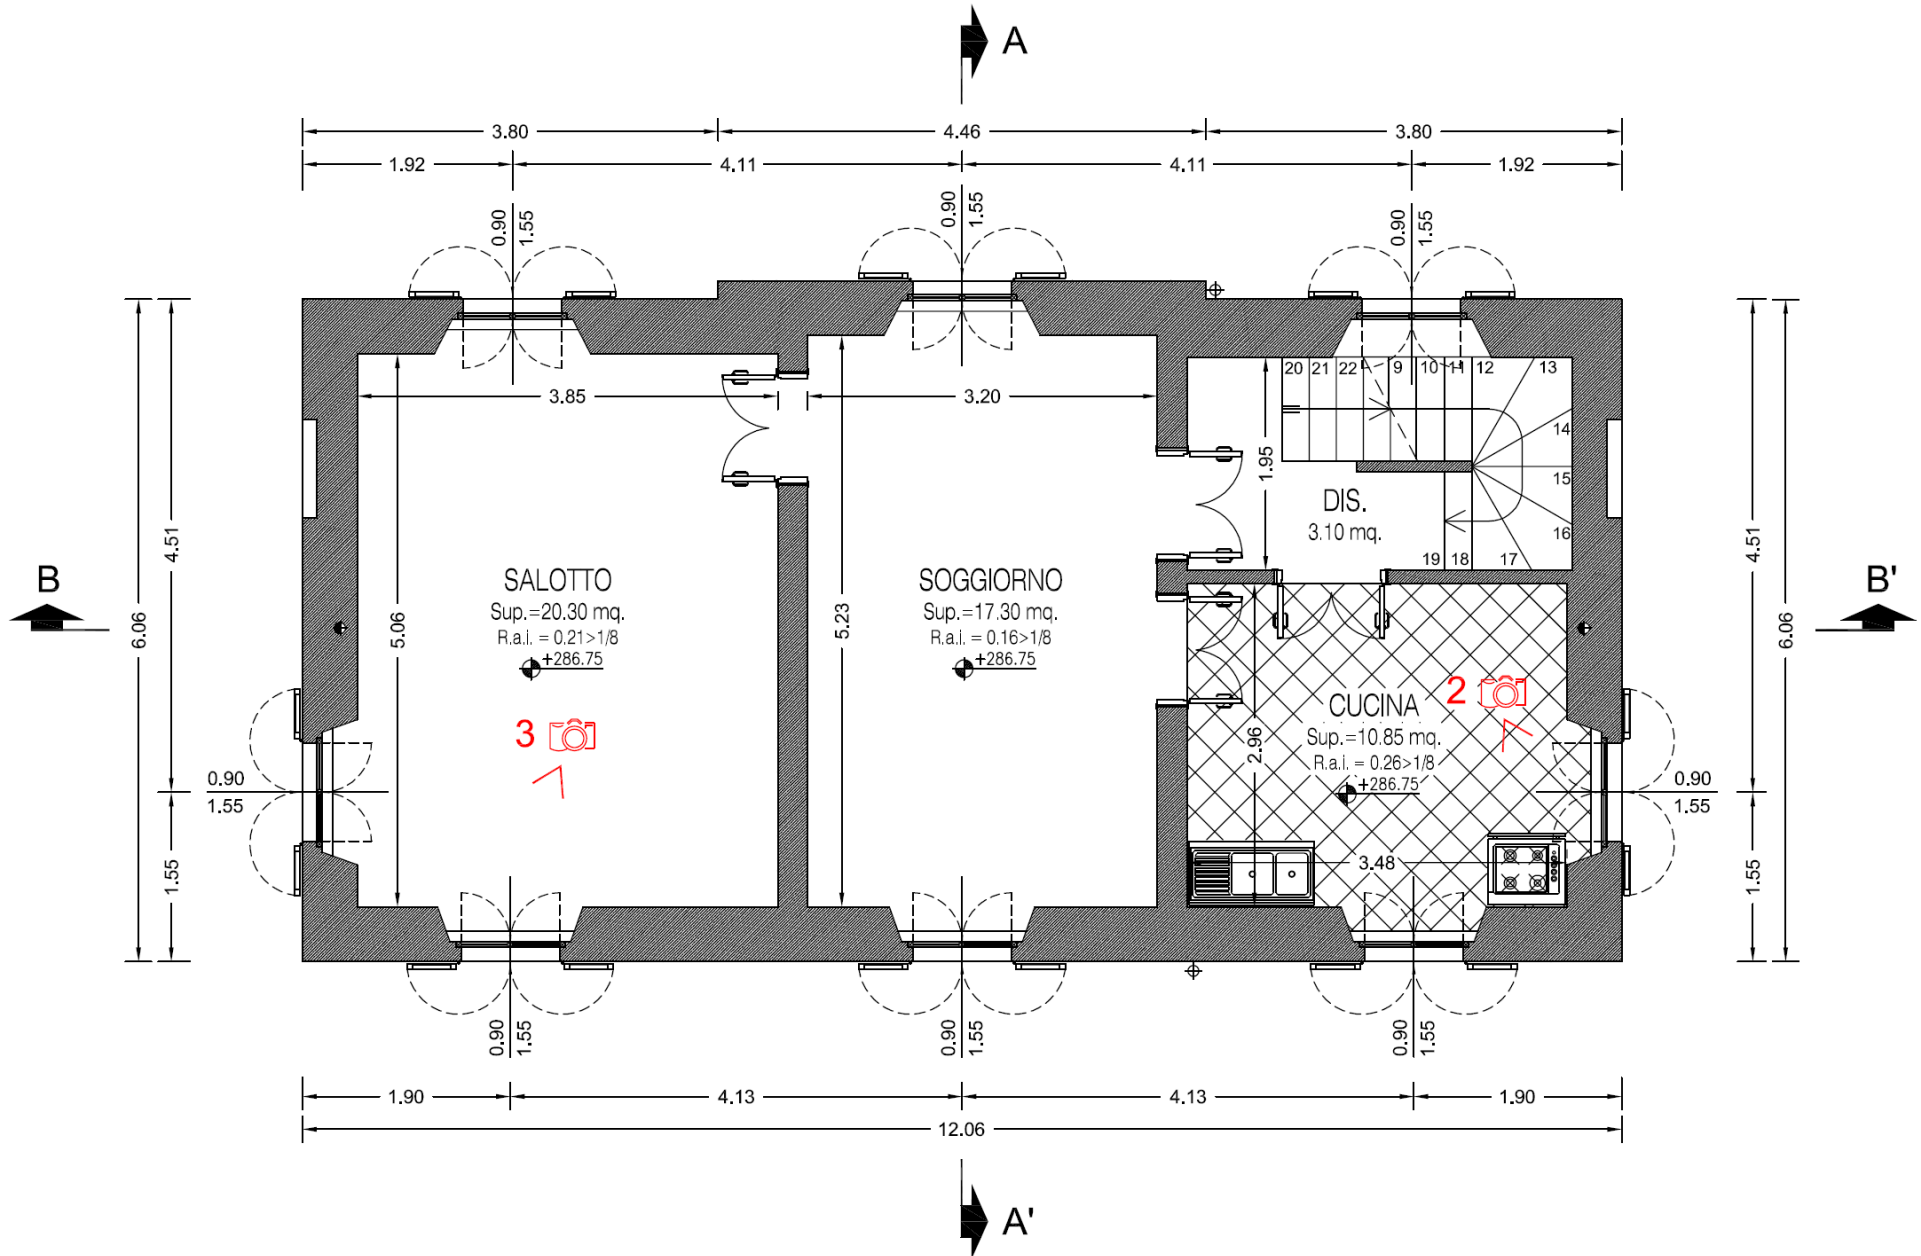 A
3.80 4.46 3.80
1.92 4.11 4.11 1.92
0.90 1.55 0.90 1.55 0.90 1.55
20 21 22 9 10 11 12 13
3.85 3.20
14
1.95
15
DIS.
3.10 mq.
16
19 18 17
4.51 4.51
6.06 6.06
B B'
SALOTTO
Sup.=20.30 mq.
R.a.i. = 0.21>1/8
+286.75
5.06
SOGGIORNO
Sup.=17.30 mq.
R.a.i. = 0.16>1/8
+286.75
5.23
2
CUCINA
Sup.=10.85 mq.
R.a.i. = 0.26>1/8
+286.75
2.96
3
0.90
1.55
0.90
1.55
3.48
1.55 1.55
0.90 1.55 0.90 1.55 0.90 1.55
1.90 4.13 4.13 1.90
12.06
A'